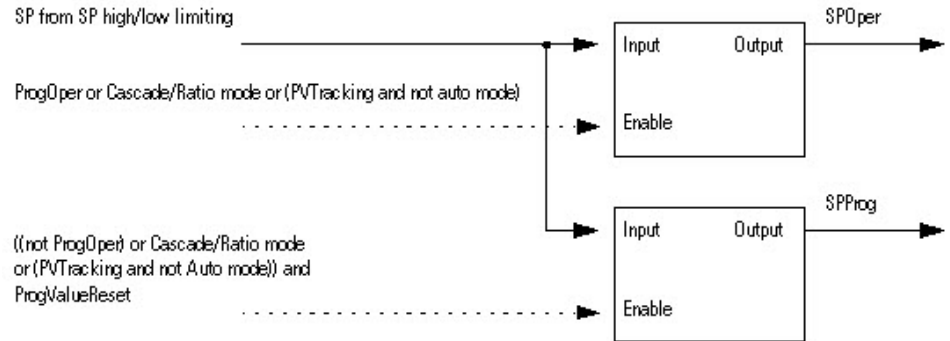 SP from SP high/low limiting
SPOper
Input Output
ProgOper or Cascade/Ratio mode or (PVTracking and not auto mode)
Enable
SPProg
Input Output
((not ProgOper) or Cascade/Ratio mode
or (PVTracking and not Auto mode)) and
ProgValueReset
Enable